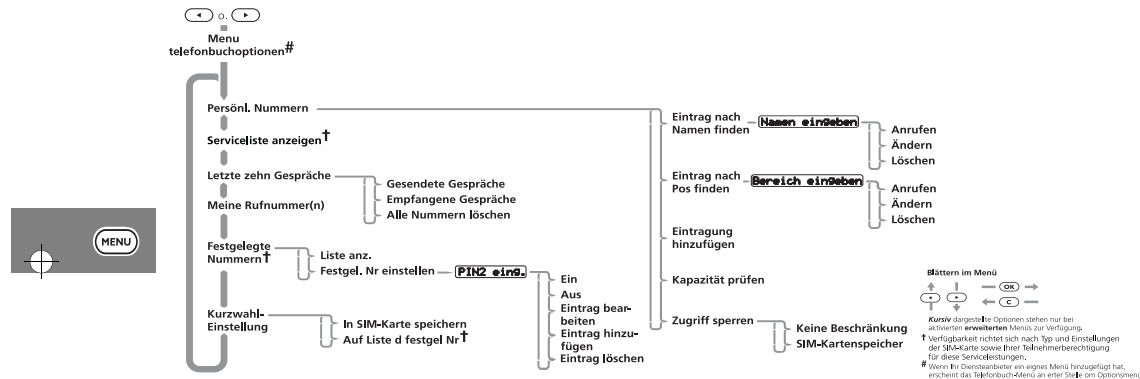 o.
Menu
telefonbuchoptionen#
Persönl. Nummern
Serviceliste anzeigen†
Letzte zehn Gespräche
Gesendete Gespräche
Empfangene Gespräche
Alle Nummern löschen
Meine Rufnummer(n)
Festgelegte
Nummern†
Liste anz.
Festgel. Nr einstellen
PIN2 eing.
Ein
Aus
Eintrag bear-
beiten
Eintrag hinzu-
fügen
Eintrag löschen
Kurzwahl-
Einstellung
In SIM-Karte speichern
Auf Liste d festgel Nr†
Eintrag nach
Namen finden
Namen eingeben
Anrufen
Ändern
Löschen
Eintrag nach
Pos finden
Bereich eingeben
Anrufen
Ändern
Löschen
Eintragung
hinzufügen
Kapazität prüfen
Zugriff sperren
Keine Beschränkung
SIM-Kartenspeicher
MENU
Blättern im Menü
OK
C
Kursiv dargestellte Optionen stehen nur bei
aktivierten erweiterten Menüs zur Verfügung.
† Verfügbarkeit richtet sich nach Typ und Einstellungen
der SIM-Karte sowie Ihrer Teilnehmerberechtigung
für diese Serviceleistungen.
# Wenn Ihr Diensteanbieter ein eignes Menü hinzugefügt hat,
erscheint das Telefonbuch-Menü an erter Stelle om Optionsmeni